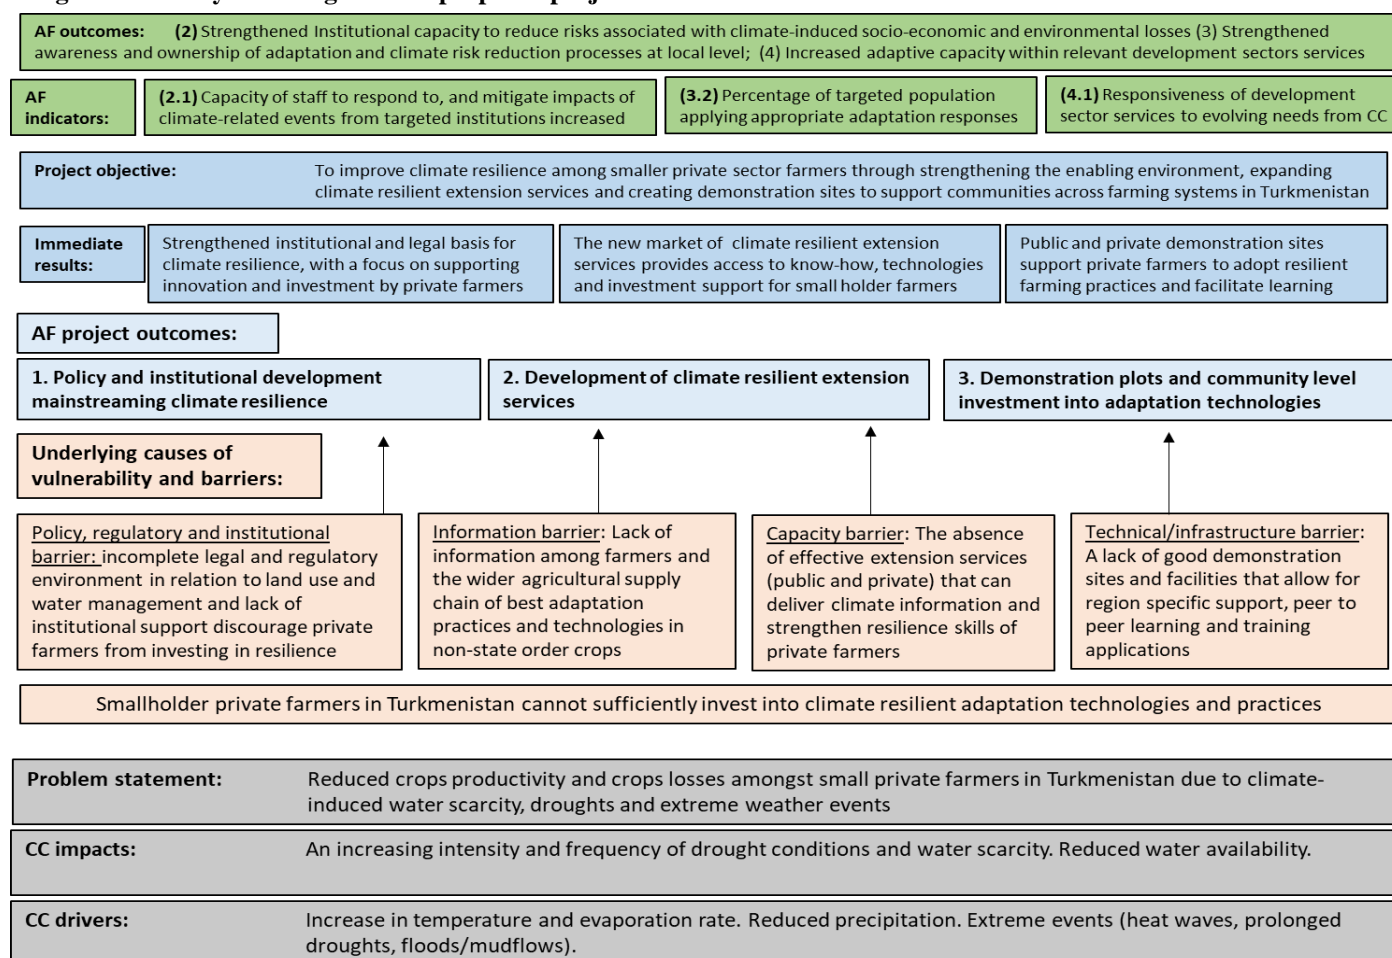 AF outcomes: (2) Strengthened Institutional capacity to reduce risks associated with climate-induced socio-economic and environmental losses (3) Strengthened
awareness and ownership of adaptation and climate risk reduction processes at local level; (4) Increased adaptive capacity within relevant development sectors services
AF
indicators:
(2.1) Capacity of staff to respond to, and mitigate impacts of
climate-related events from targeted institutions increased
(3.2) Percentage of targeted population
applying appropriate adaptation responses
(4.1) Responsiveness of development
sector services to evolving needs from CC
Project objective:
To improve climate resilience among smaller private sector farmers through strengthening the enabling environment, expanding
climate resilient extension services and creating demonstration sites to support communities across farming systems in Turkmenistan
Immediate
results:
Strengthened institutional and legal basis for
climate resilience, with a focus on supporting
innovation and investment by private farmers
The new market of climate resilient extension
services provides access to know-how, technologies
and investment support for small holder farmers
Public and private demonstration sites
support private farmers to adopt resilient
farming practices and facilitate learning
AF project outcomes:
1. Policy and institutional development
mainstreaming climate resilience
2. Development of climate resilient extension
services
3. Demonstration plots and community level
investment into adaptation technologies
Underlying causes of
vulnerability and barriers:
Policy, regulatory and institutional
barrier: incomplete legal and regulatory
environment in relation to land use and
water management and lack of
institutional support discourage private
farmers from investing in resilience
Information barrier: Lack of
information among farmers and
the wider agricultural supply
chain of best adaptation
practices and technologies in
non-state order crops
Capacity barrier: The absence
of effective extension services
(public and private) that can
deliver climate information and
strengthen resilience skills of
private farmers
Technical/infrastructure barrier:
A lack of good demonstration
sites and facilities that allow for
region specific support, peer to
peer learning and training
applications
Smallholder private farmers in Turkmenistan cannot sufficiently invest into climate resilient adaptation technologies and practices
Problem statement:
Reduced crops productivity and crops losses amongst small private farmers in Turkmenistan due to climate-
induced water scarcity, droughts and extreme weather events
CC impacts:
An increasing intensity and frequency of drought conditions and water scarcity. Reduced water availability.
CC drivers:
Increase in temperature and evaporation rate. Reduced precipitation. Extreme events (heat waves, prolonged
droughts, floods/mudflows).